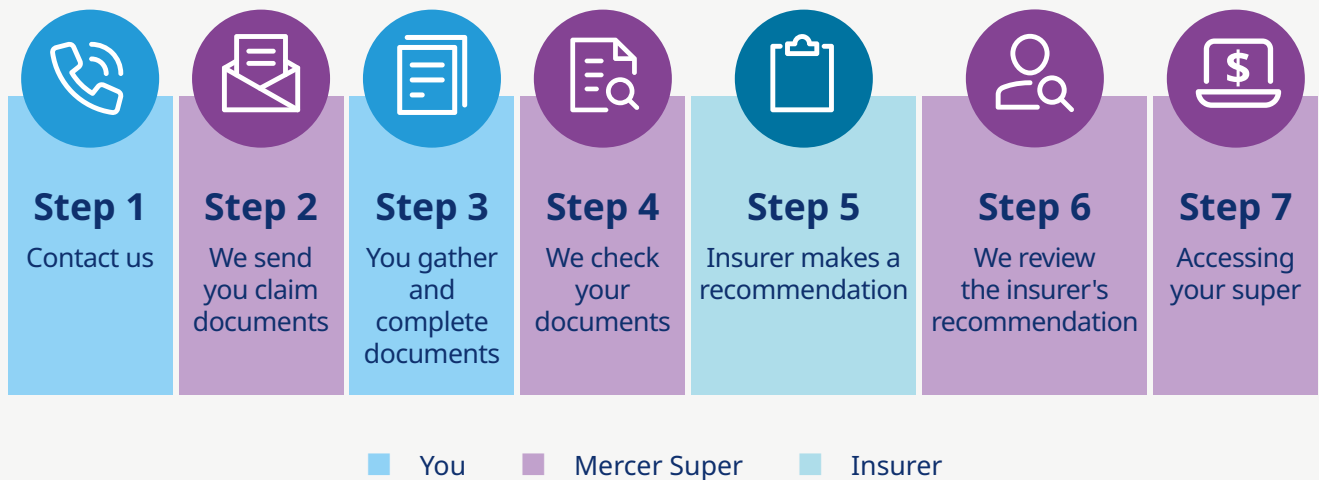 $
Step 1
Contact us
Step 2
We send
you claim
documents
Step 3
You gather
and
complete
documents
Step 4
We check
your
documents
Step 5
Insurer makes a
recommendation
Step 6
We review
the insurer's
recommendation
Step 7
Accessing
your super
You
Mercer Super
Insurer